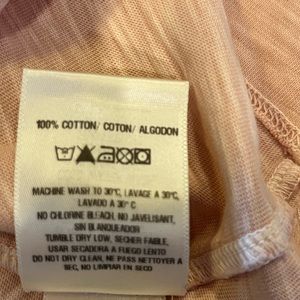 100% COTTON/ COTON/ ALGODON
MACHINE WASH TO 30°C, LAVAGE A 30°C,
LAVADO A 30° C
NO CHLORINE BLEACH, NO JAVELISANT,
SIN BLANQUEADOR
TUMBLE DRY LOW, SECHER FAIBLE,
USAR SECADORA A FUEGO LENTO
DO NOT DRY CLEAN, NE PAS NETTOYER A
SEC, NO LIMPIAR EN SECO